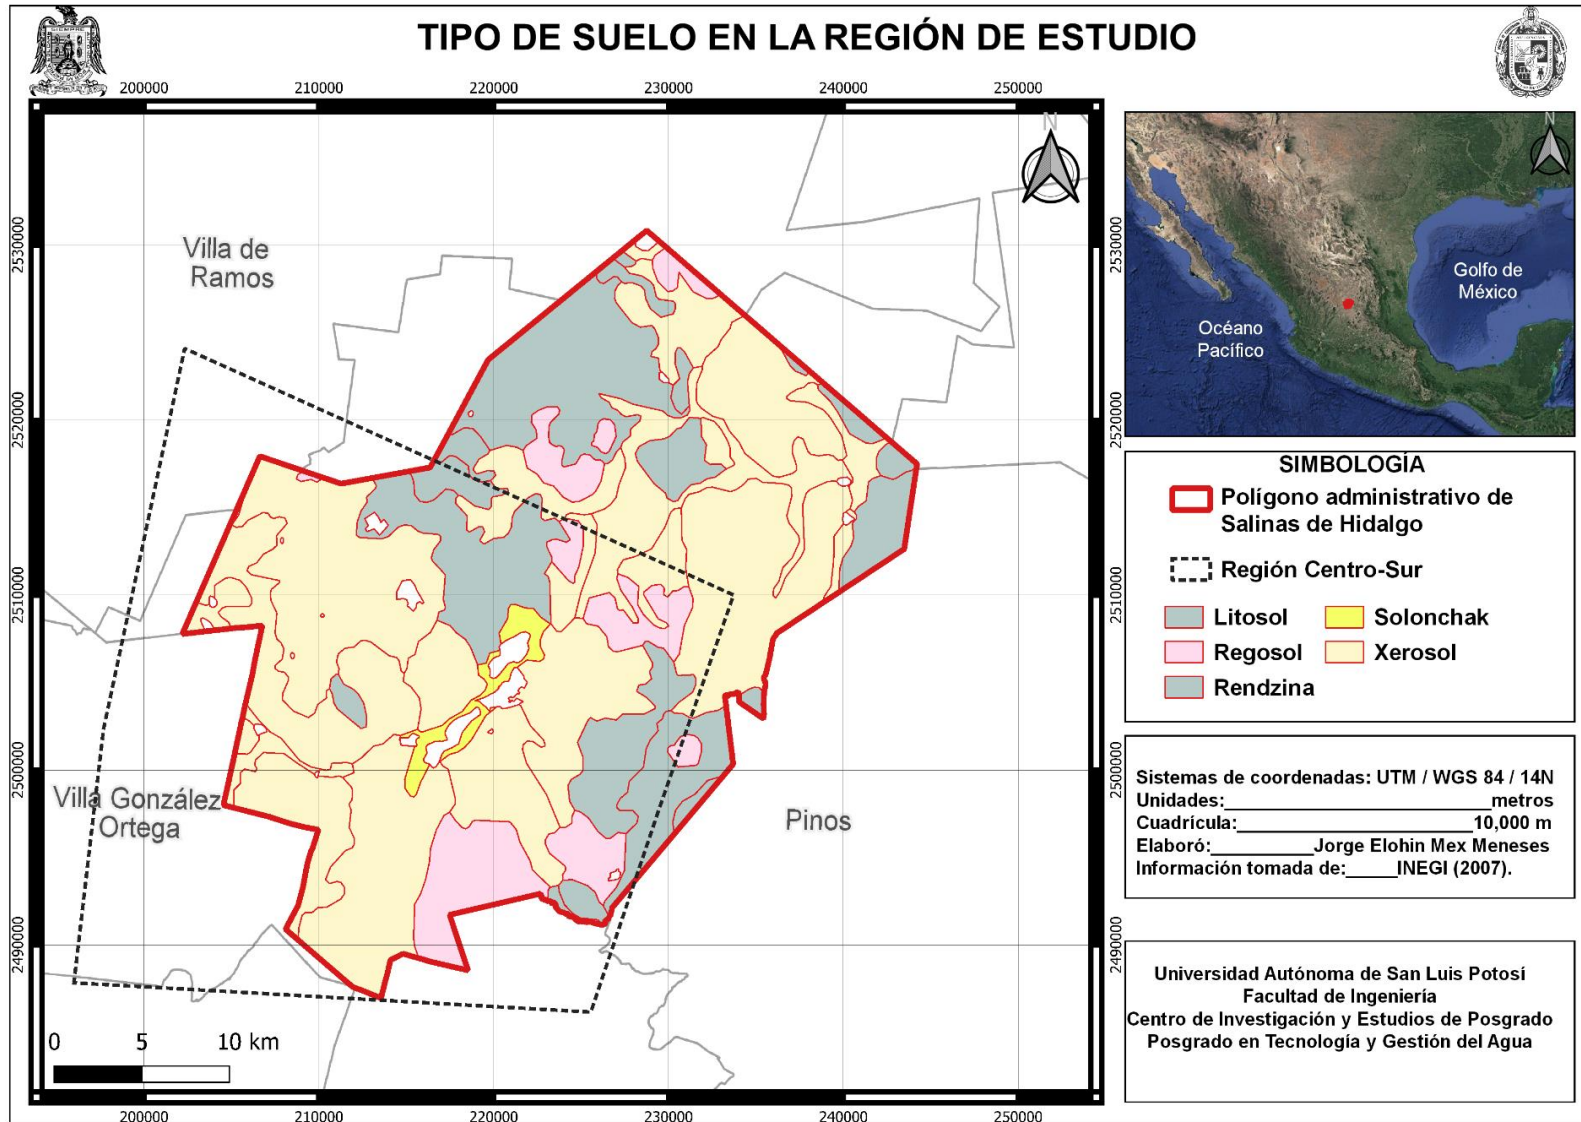 TIPO DE SUELO EN LA REGIÓN DE ESTUDIO
200000 210000 220000 230000 240000 250000
N
2530000
2520000
2510000
2500000
2490000
Villa de
Ramos
Villa González
Ortega
Pinos
0 5 10 km
200000 210000 220000 230000 240000 250000
2530000
2520000
2510000
2500000
2490000
N
Golfo de
México
Océano
Pacífico
SIMBOLOGÍA
Polígono administrativo de
Salinas de Hidalgo
Región Centro-Sur
Litosol
Solonchak
Regosol
Xerosol
Rendzina
Sistemas de coordenadas: UTM / WGS 84 / 14N
Unidades:__________________________metros
Cuadrícula:_______________________10,000 m
Elaboró:__________Jorge Elohin Mex Meneses
Información tomada de:_____INEGI (2007).
Universidad Autónoma de San Luis Potosí
Facultad de Ingeniería
Centro de Investigación y Estudios de Posgrado
Posgrado en Tecnología y Gestión del Agua